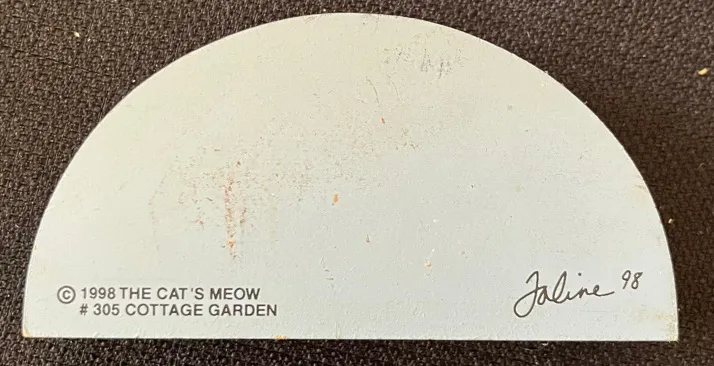 © 1998 THE CAT'S MEOW
# 305 COTTAGE GARDEN
Faline 98